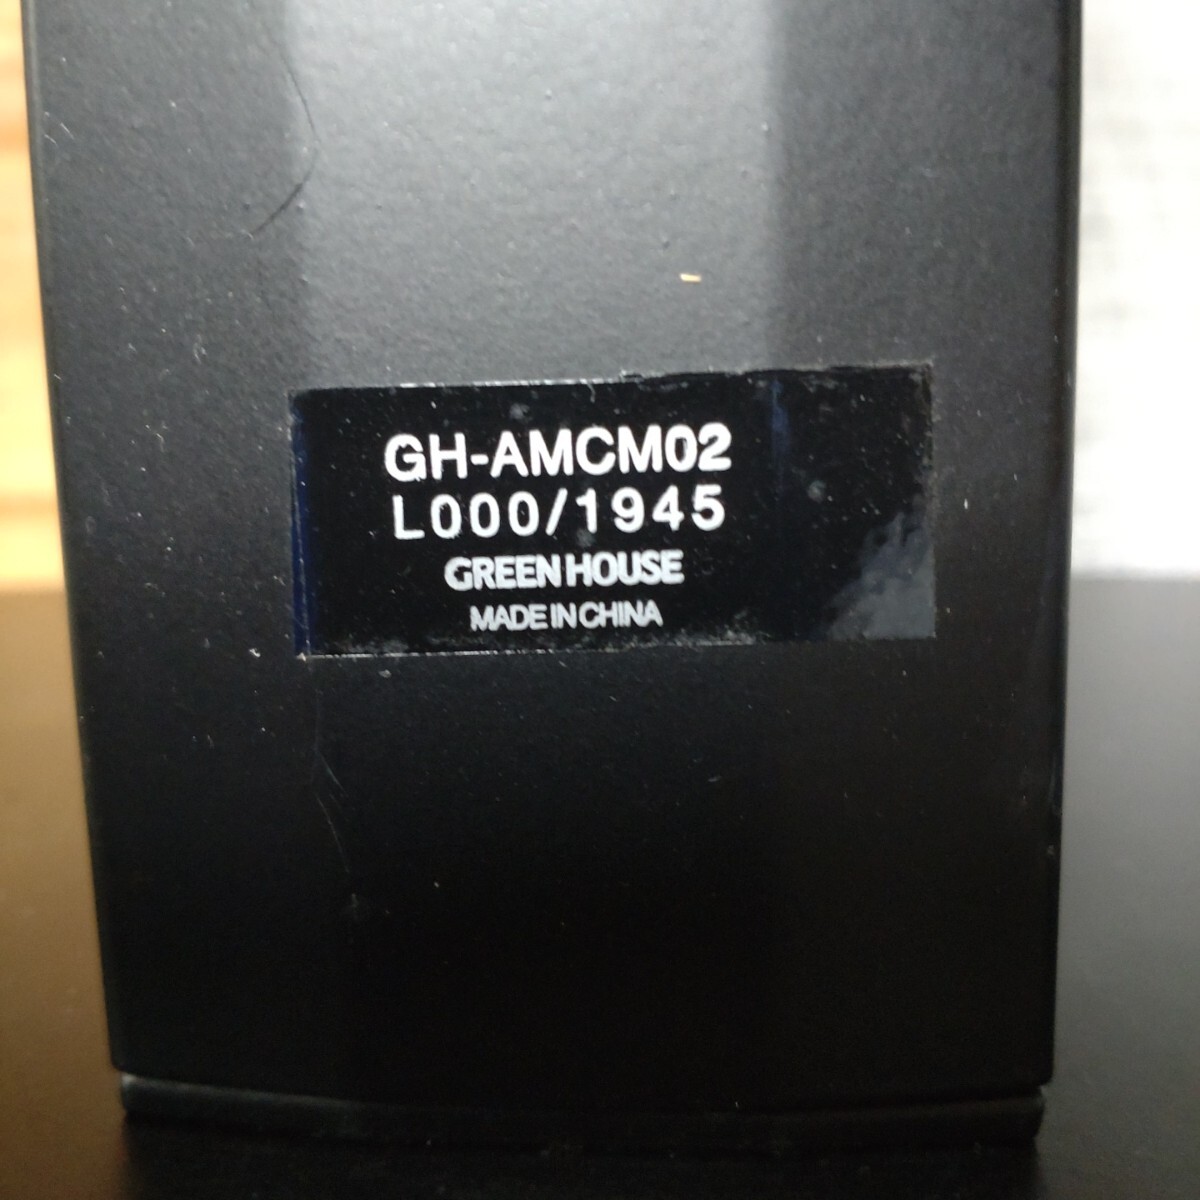 GH-AMCM02
L000/1945
GREEN HOUSE
MADE IN CHINA